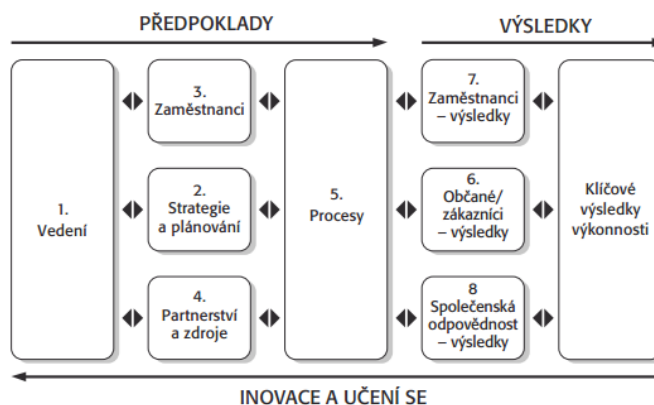 PŘEDPOKLADY
VÝSLEDKY
1.
Vedení
3.
Zaměstnanci
2.
Strategie
a plánování
4.
Partnerství
a zdroje
5.
Procesy
7.
Zaměstnanci
– výsledky
6.
Občané/
zákazníci
– výsledky
8
Společenská
odpovědnost
– výsledky
Klíčové
výsledky
výkonnosti
INOVACE A UČENÍ SE